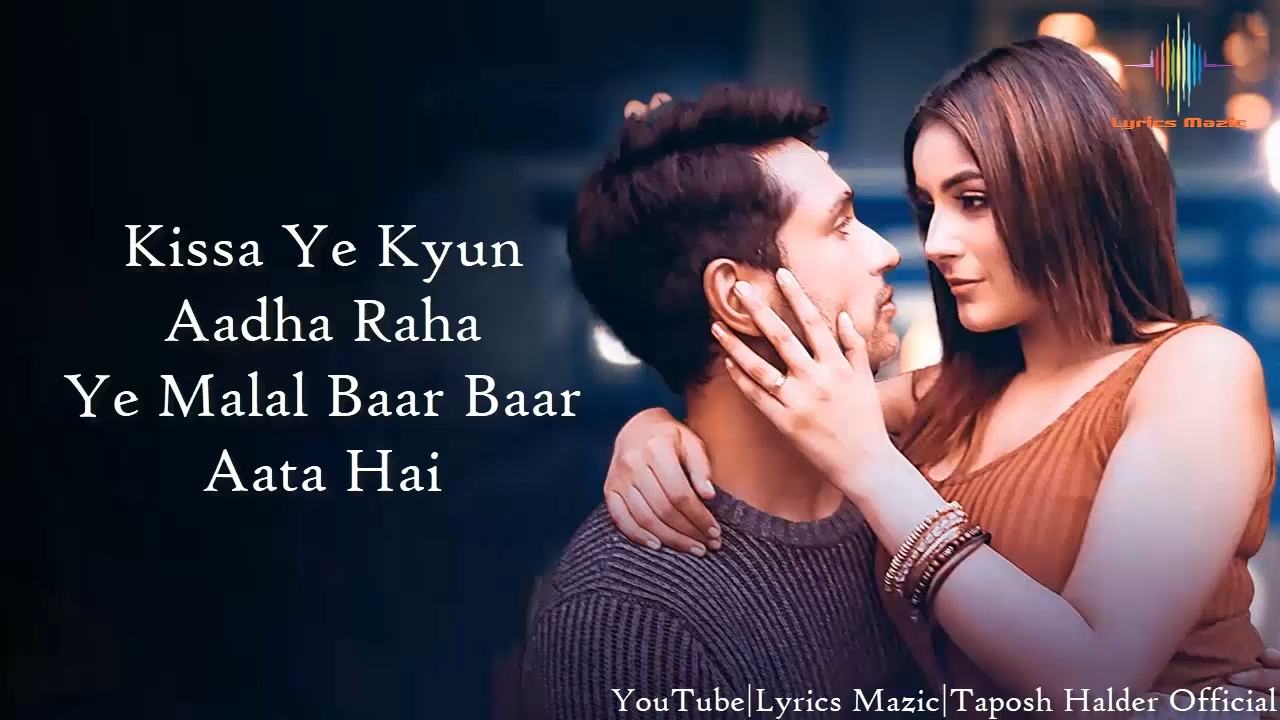 Lyrics Mazic
Kissa Ye Kyun
Aadha Raha
Ye Malal Baar Baar
Aata Hai
YouTube|Lyrics Mazic|Taposh Halder Official